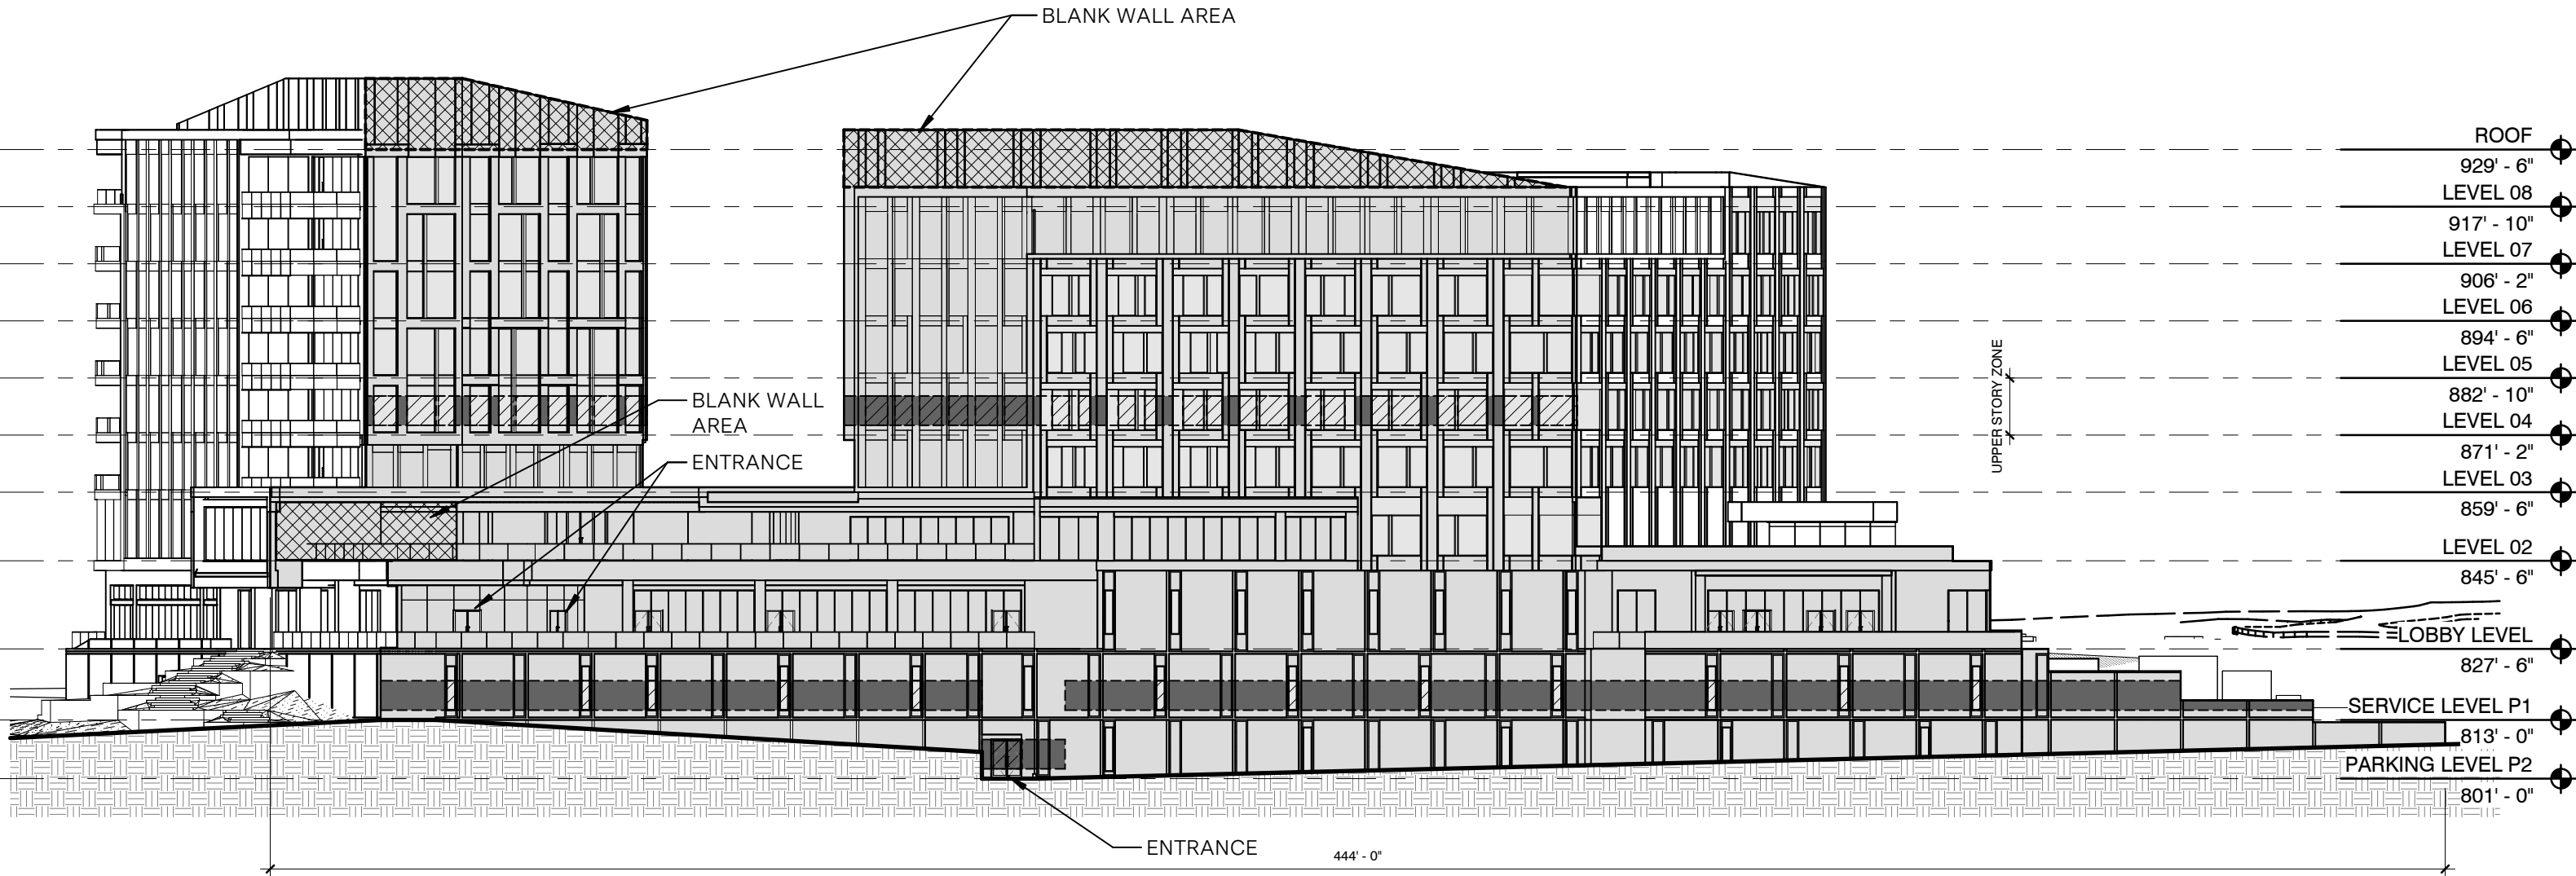 BLANK WALL AREA
ROOF
929' - 6"
LEVEL 08
917' - 10"
LEVEL 07
906' - 2"
LEVEL 06
894' - 6"
LEVEL 05
882' - 10"
LEVEL 04
871' - 2"
LEVEL 03
859' - 6"
LEVEL 02
845' - 6"
LOBBY LEVEL
827' - 6"
SERVICE LEVEL P1
813' - 0"
PARKING LEVEL P2
801' - 0"
UPPER STORY ZONE
BLANK WALL
AREA
ENTRANCE
ENTRANCE
444' - 0"